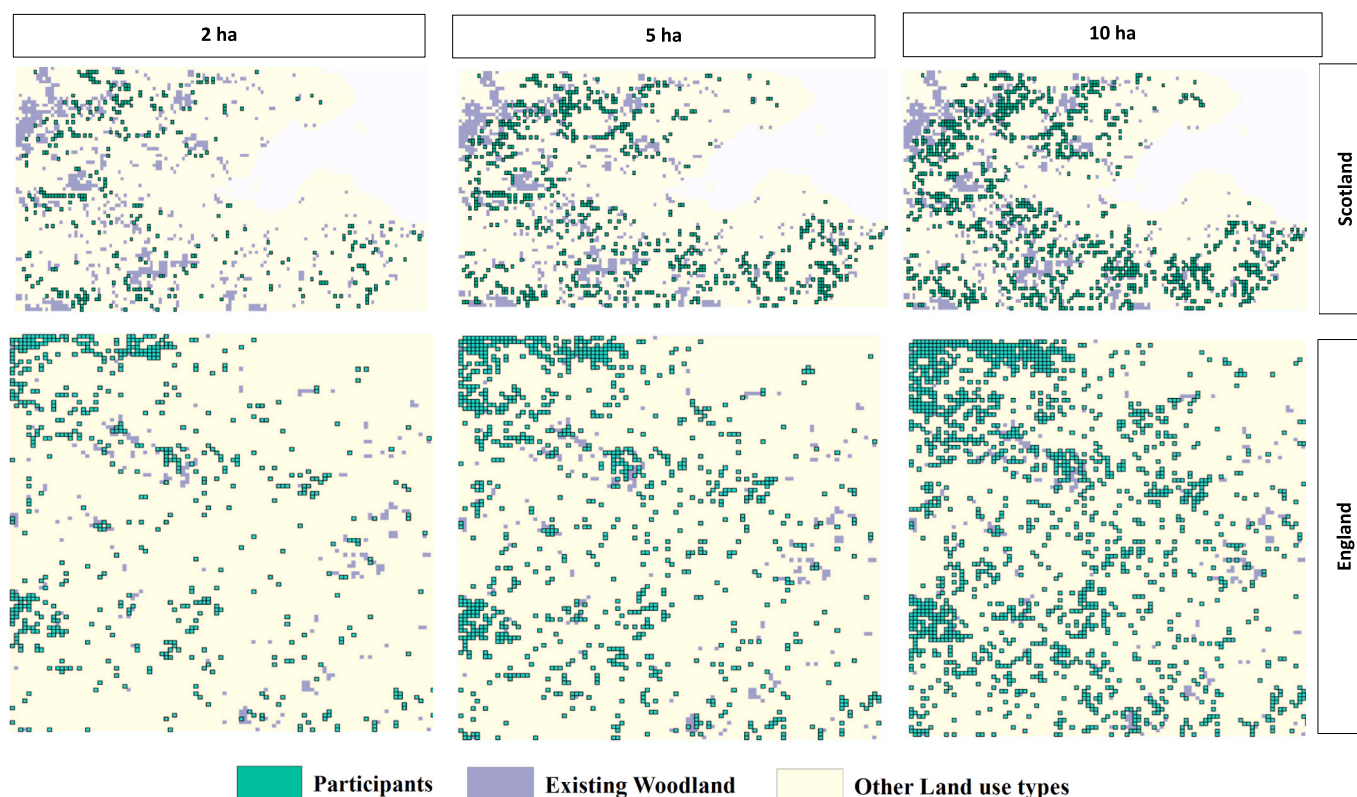 2 ha
5 ha
10 ha
Scotland
England
Participants
Existing Woodland
Other Land use types